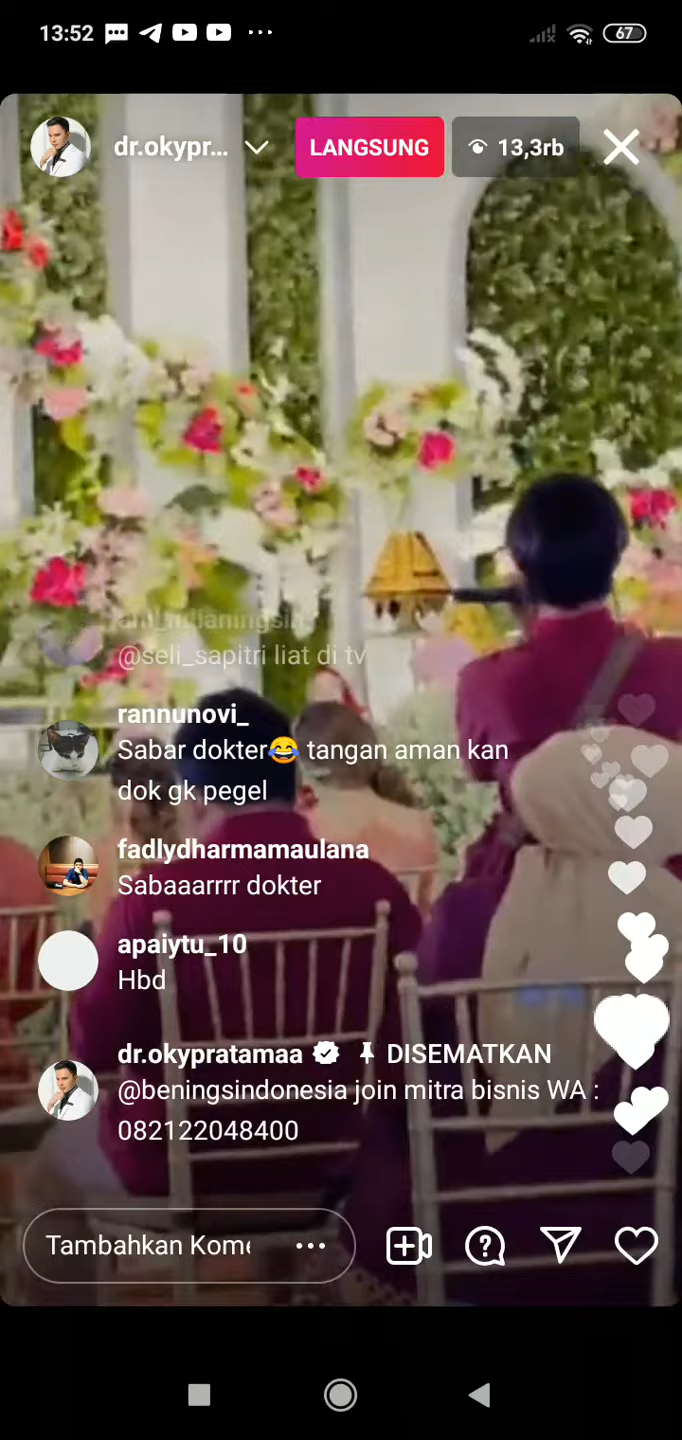 13:52
67
dr.okypr...
LANGSUNG
13,3rb
@seli_sapitri liat di tv
rannunovi_
Sabar dokter😂 tangan aman kan
dok gk pegel
fadlydharmamaulana
Sabaaarrrr dokter
apaiytu_10
Hbd
dr.okypratamaa DISEMATKAN
@beningsindonesia join mitra bisnis WA :
082122048400
Tambahkan Kome